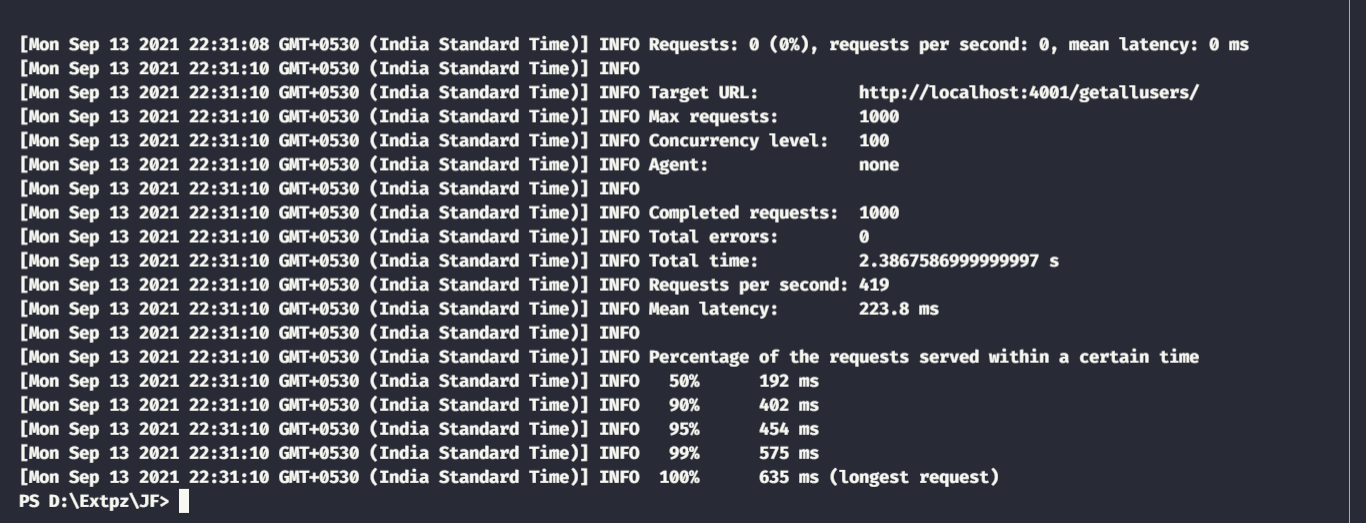 [Mon Sep 13 2021 22:31:08 GMT+0530 (India Standard Time)] INFO Requests: 0 (0%), requests per second: 0, mean latency: 0 ms
[Mon Sep 13 2021 22:31:10 GMT+0530 (India Standard Time)] INFO
[Mon Sep 13 2021 22:31:10 GMT+0530 (India Standard Time)] INFO Target URL:          http://localhost:4001/getallusers/
[Mon Sep 13 2021 22:31:10 GMT+0530 (India Standard Time)] INFO Max requests:        1000
[Mon Sep 13 2021 22:31:10 GMT+0530 (India Standard Time)] INFO Concurrency level:   100
[Mon Sep 13 2021 22:31:10 GMT+0530 (India Standard Time)] INFO Agent:               none
[Mon Sep 13 2021 22:31:10 GMT+0530 (India Standard Time)] INFO
[Mon Sep 13 2021 22:31:10 GMT+0530 (India Standard Time)] INFO Completed requests:  1000
[Mon Sep 13 2021 22:31:10 GMT+0530 (India Standard Time)] INFO Total errors:        0
[Mon Sep 13 2021 22:31:10 GMT+0530 (India Standard Time)] INFO Total time:          2.3867586999999997 s
[Mon Sep 13 2021 22:31:10 GMT+0530 (India Standard Time)] INFO Requests per second: 419
[Mon Sep 13 2021 22:31:10 GMT+0530 (India Standard Time)] INFO Mean latency:        223.8 ms
[Mon Sep 13 2021 22:31:10 GMT+0530 (India Standard Time)] INFO
[Mon Sep 13 2021 22:31:10 GMT+0530 (India Standard Time)] INFO Percentage of the requests served within a certain time
[Mon Sep 13 2021 22:31:10 GMT+0530 (India Standard Time)] INFO   50%      192 ms
[Mon Sep 13 2021 22:31:10 GMT+0530 (India Standard Time)] INFO   90%      402 ms
[Mon Sep 13 2021 22:31:10 GMT+0530 (India Standard Time)] INFO   95%      454 ms
[Mon Sep 13 2021 22:31:10 GMT+0530 (India Standard Time)] INFO   99%      575 ms
[Mon Sep 13 2021 22:31:10 GMT+0530 (India Standard Time)] INFO  100%      635 ms (longest request)
PS D:\Extpz\JF>